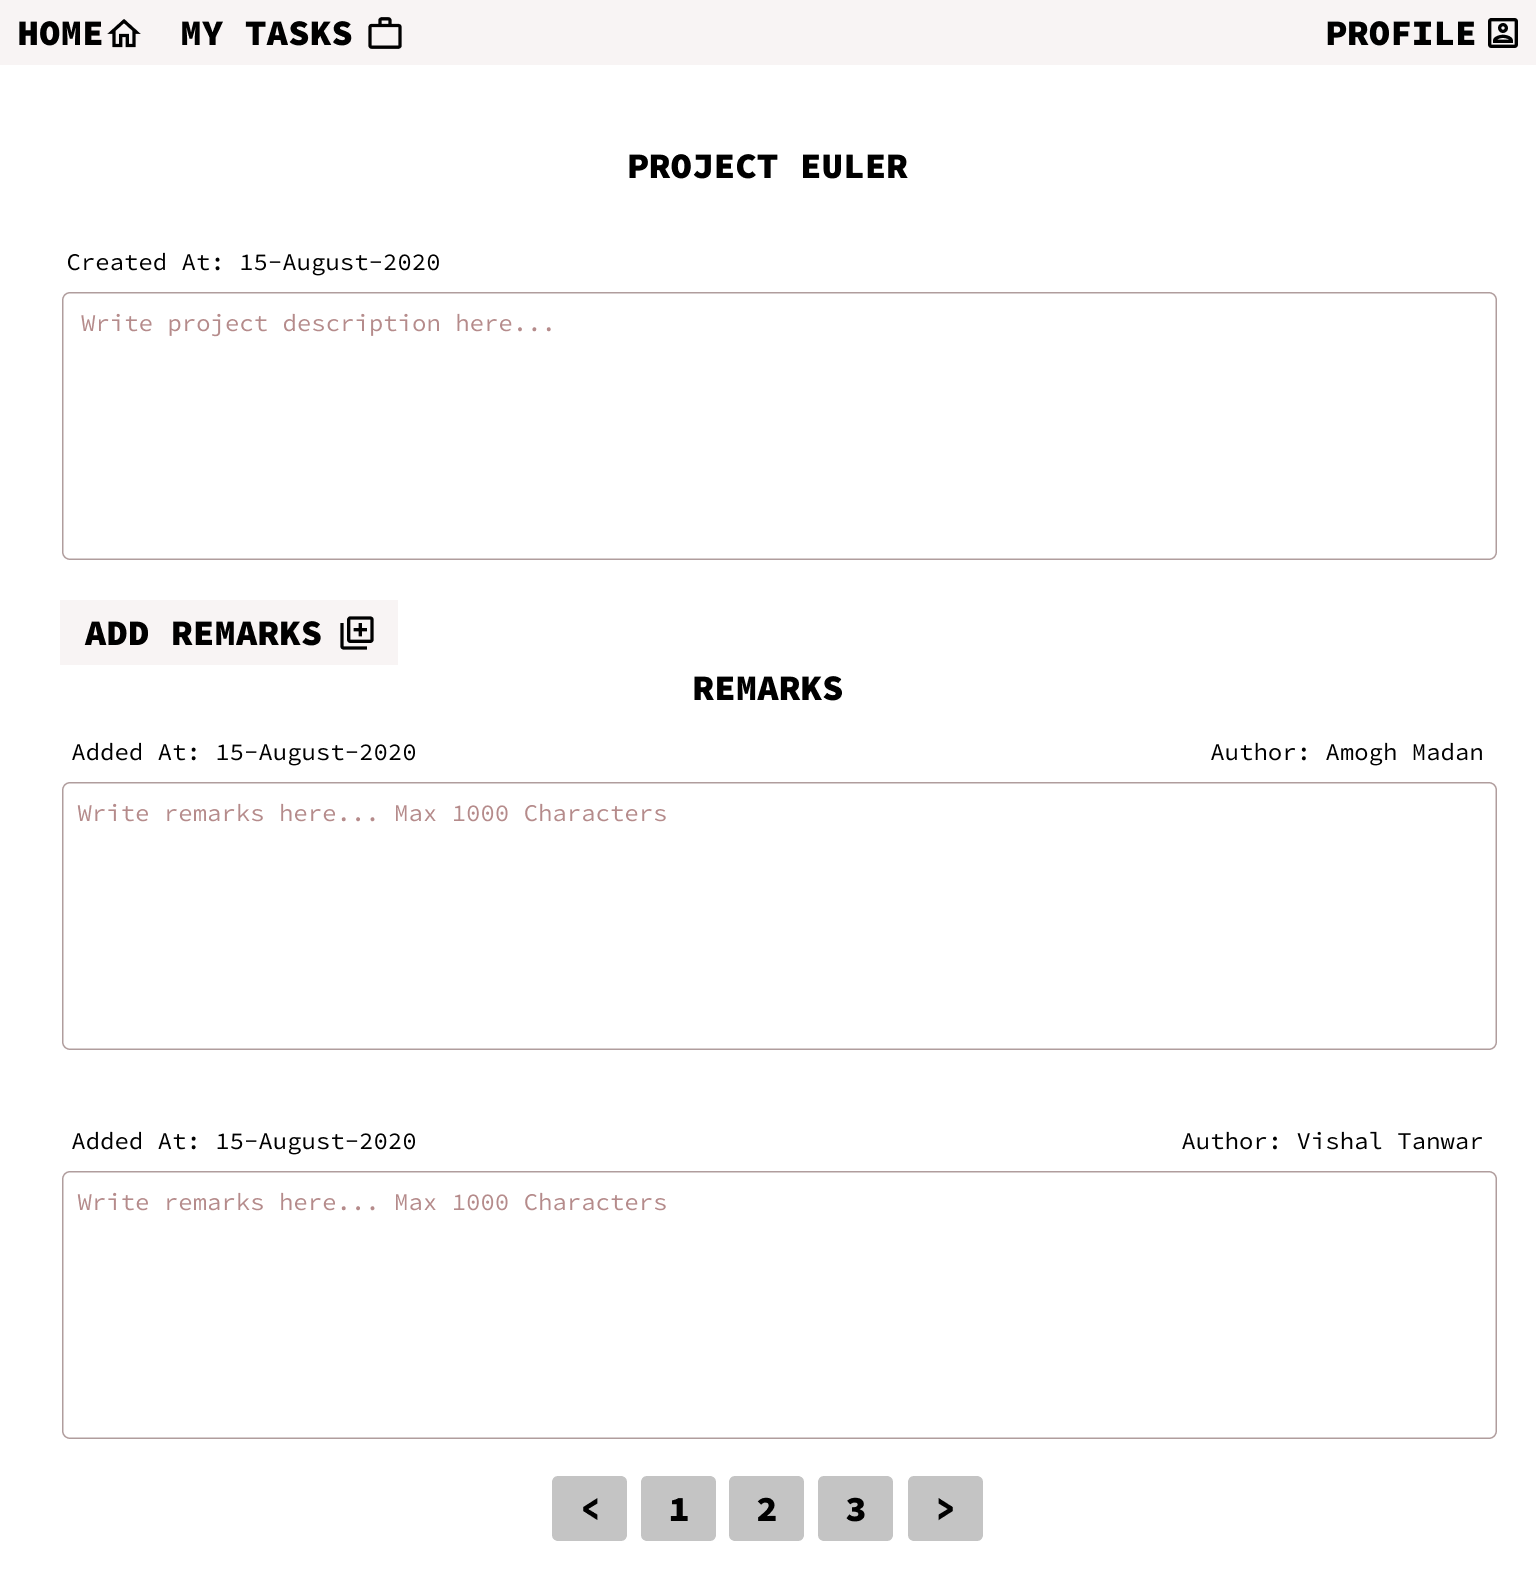 HOME MY TASKS PROFILE
PROJECT EULER
Created At: 15-August-2020
Write project description here...
ADD REMARKS
REMARKS
Added At: 15-August-2020 Author: Amogh Madan
Write remarks here... Max 1000 Characters
Added At: 15-August-2020 Author: Vishal Tanwar
Write remarks here... Max 1000 Characters
< 1 2 3 >